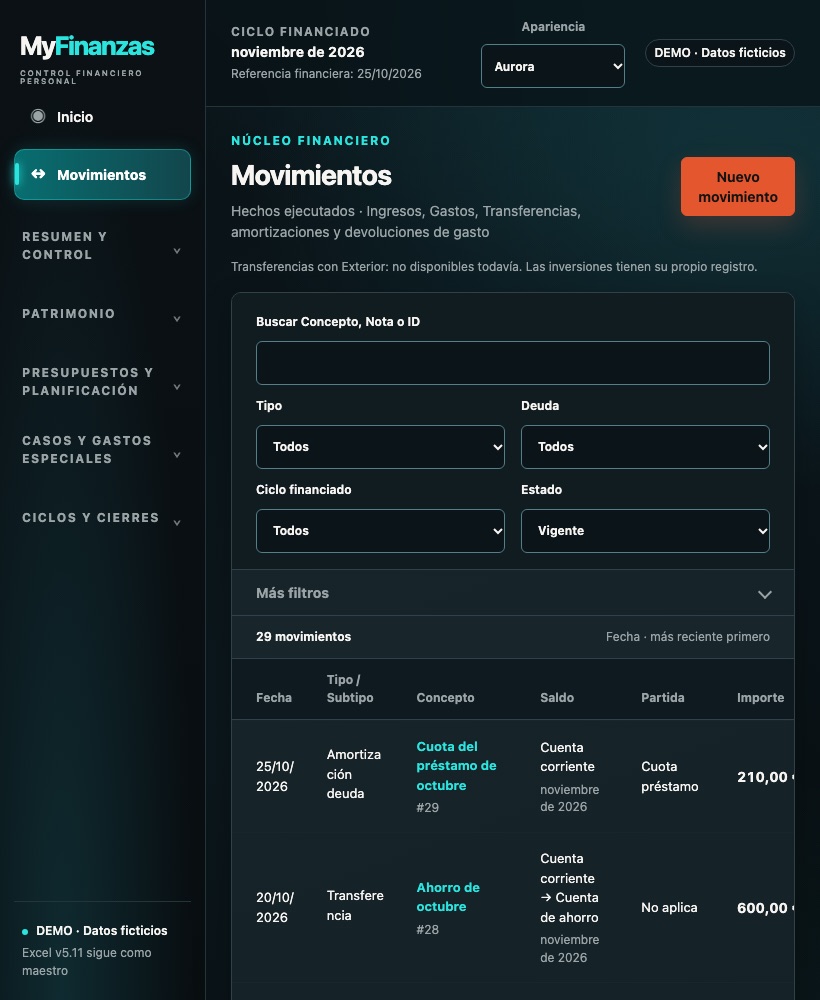 MyFinanzas
CONTROL FINANCIERO
PERSONAL
Inicio
Movimientos
RESUMEN Y
CONTROL
PATRIMONIO
PRESUPUESTOS Y
PLANIFICACIÓN
CASOS Y GASTOS
ESPECIALES
CICLOS Y CIERRES
DEMO · Datos ficticios
Excel v5.11 sigue como
maestro
CICLO FINANCIADO
noviembre de 2026
Referencia financiera: 25/10/2026
Apariencia
Aurora
DEMO · Datos ficticios
NÚCLEO FINANCIERO
Movimientos
Hechos ejecutados · Ingresos, Gastos, Transferencias,
amortizaciones y devoluciones de gasto
Nuevo
movimiento
Transferencias con Exterior: no disponibles todavía. Las inversiones tienen su propio registro.
Buscar Concepto, Nota o ID
Tipo
Deuda
Todos
Todos
Ciclo financiado
Estado
Todos
Vigente
Más filtros
29 movimientos
Fecha · más reciente primero
Fecha
Tipo /
Subtipo
Concepto
Saldo
Partida
Importe
25/10/
2026
Amortiza
ción
deuda
Cuota del
préstamo de
octubre
#29
Cuenta
corriente
noviembre
de 2026
Cuota
préstamo
210,00
20/10/
2026
Transfere
ncia
Ahorro de
octubre
#28
Cuenta
corriente
→ Cuenta
de ahorro
noviembre
de 2026
No aplica
600,00